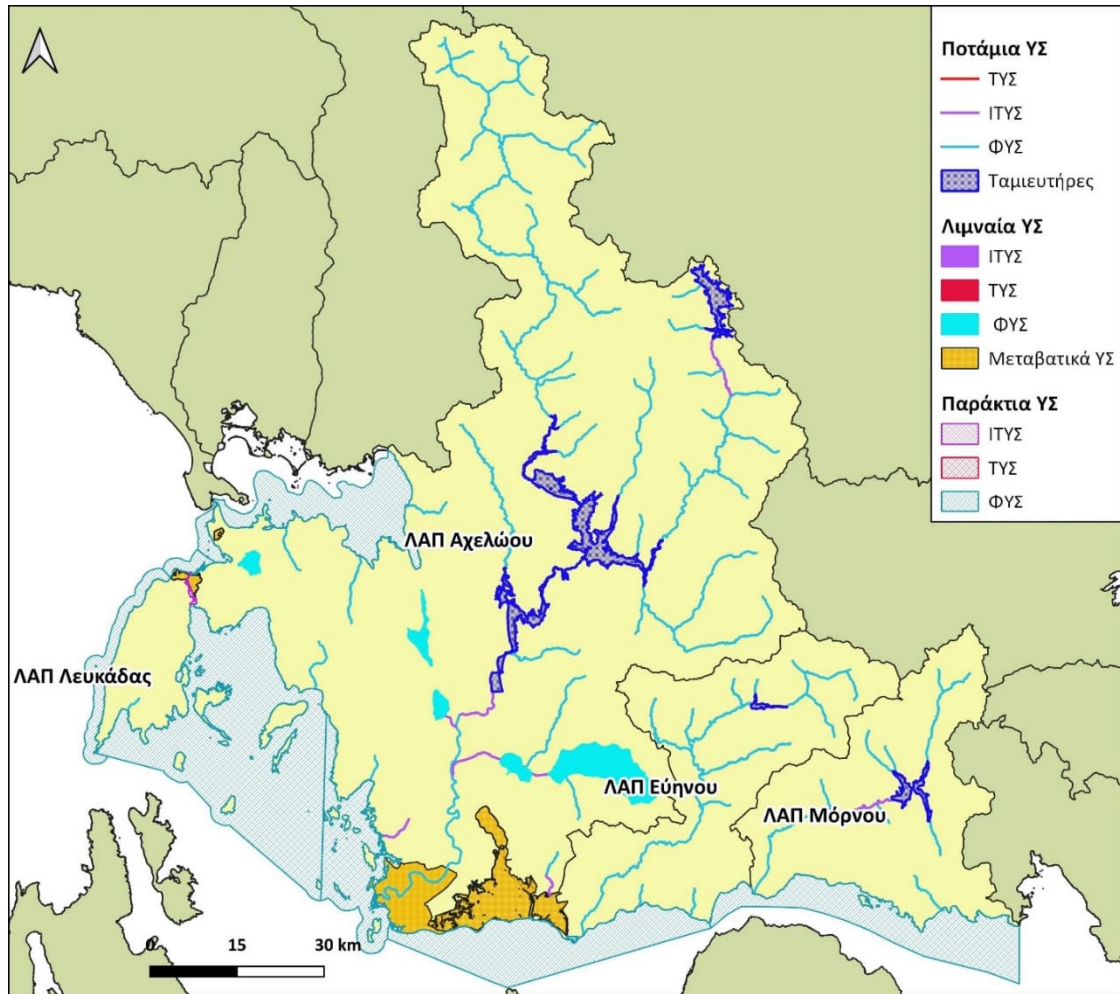 Ποτάμια ΥΣ
ΤΥΣ
ΙΤΥΣ
ΦΥΣ
Ταμιευτήρες
Λιμναία ΥΣ
ΙΤΥΣ
ΤΥΣ
ΦΥΣ
Μεταβατικά ΥΣ
Παράκτια ΥΣ
ΙΤΥΣ
ΤΥΣ
ΦΥΣ
ΛΑΠ Αχελώου
ΛΑΠ Λευκάδας
ΛΑΠ Εύηνου
ΛΑΠ Μόρνου
0 15 30 km